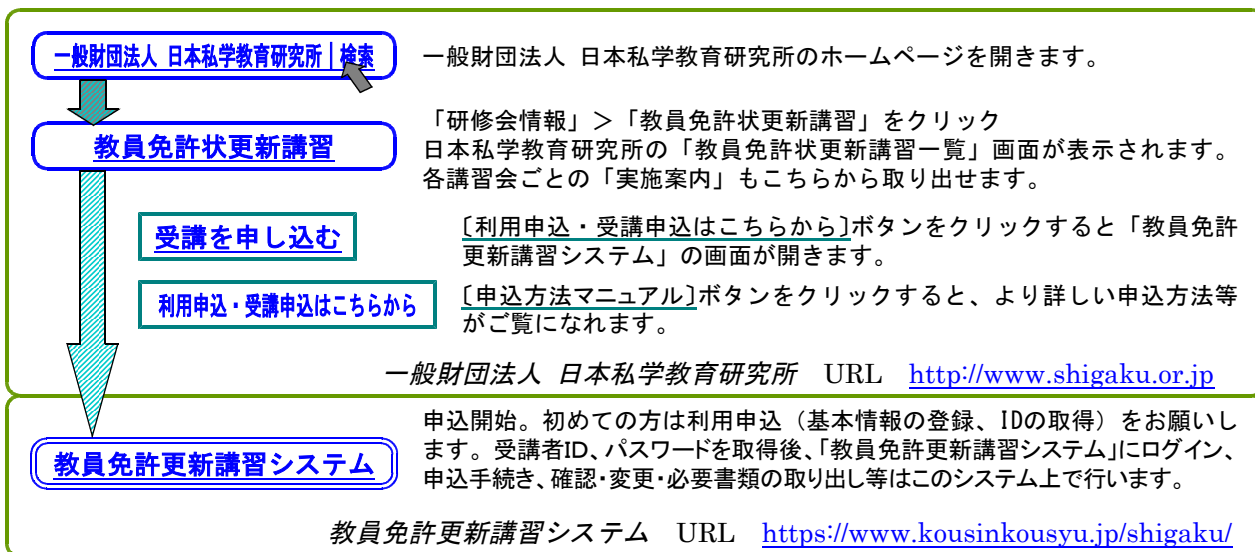 一般財団法人 日本私学教育研究所｜検索
一般財団法人 日本私学教育研究所のホームページを開きます。
教員免許状更新講習
「研修会情報」＞「教員免許状更新講習」をクリック
日本私学教育研究所の「教員免許状更新講習一覧」画面が表示されます。
各講習会ごとの「実施案内」もこちらから取り出せます。
受講を申し込む
〔利用申込・受講申込はこちらから〕ボタンをクリックすると「教員免許
更新講習システム」の画面が開きます。
利用申込・受講申込はこちらから
〔申込方法マニュアル〕ボタンをクリックすると、より詳しい申込方法等
がご覧になれます。
一般財団法人 日本私学教育研究所 URL http://www.shigaku.or.jp
教員免許更新講習システム
申込開始。初めての方は利用申込（基本情報の登録、IDの取得）をお願いし
ます。受講者ID、パスワードを取得後、「教員免許更新講習システム」にログイン、
申込手続き、確認・変更・必要書類の取り出し等はこのシステム上で行います。
教員免許更新講習システム URL https://www.kousinkousyu.jp/shigaku/